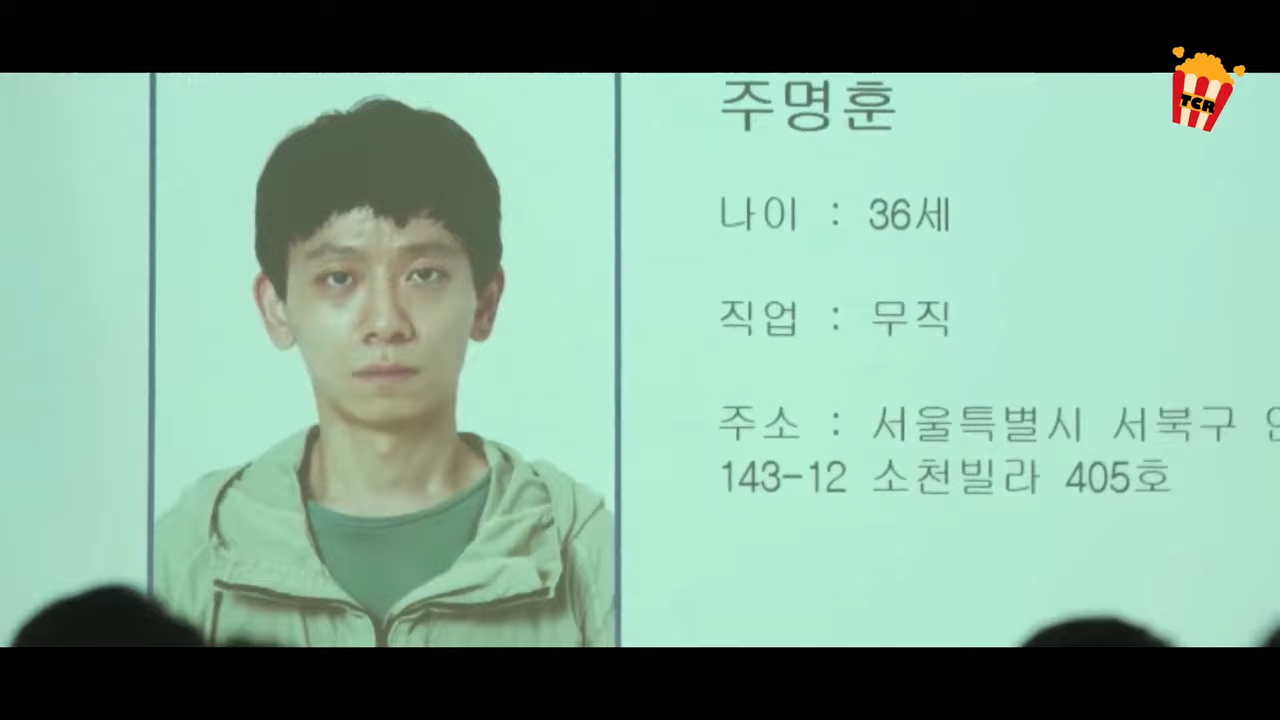 TCR
주명훈
나이 : 36세
직업 : 무직
주소 : 서울특별시 서북구
143-12 소천빌라 405호